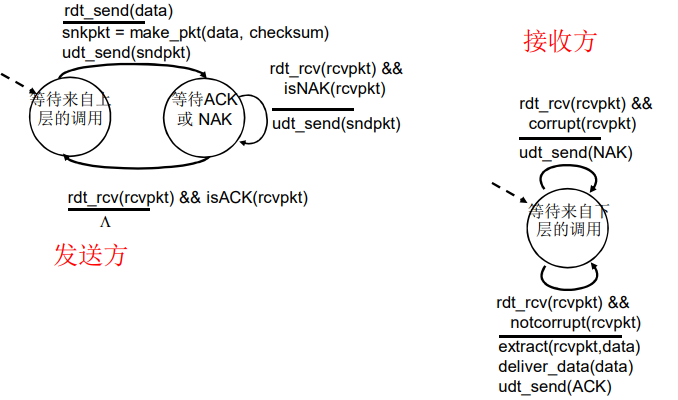 rdt_send(data)
snkpkt = make_pkt(data, checksum)
udt_send(sndpkt)
等待来自上
层的调用
等待ACK
或 NAK
rdt_rcv(rcvpkt) &&
isNAK(rcvpkt)
udt_send(sndpkt)
rdt_rcv(rcvpkt) && isACK(rcvpkt)
Λ
发送方
接收方
rdt_rcv(rcvpkt) &&
corrupt(rcvpkt)
udt_send(NAK)
等待来自下
层的调用
rdt_rcv(rcvpkt) &&
notcorrupt(rcvpkt)
extract(rcvpkt,data)
deliver_data(data)
udt_send(ACK)